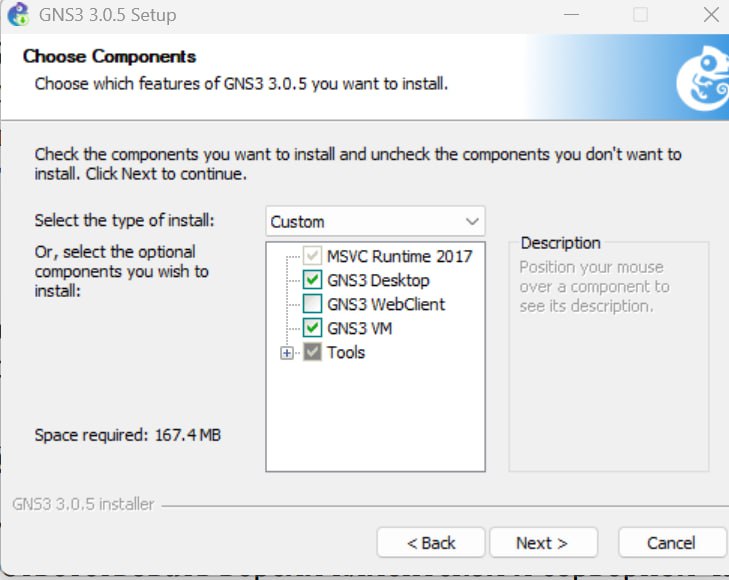 GNS3 3.0.5 Setup
Choose Components
Choose which features of GNS3 3.0.5 you want to install.
Check the components you want to install and uncheck the components you don't want to
install. Click Next to continue.
Select the type of install:
Custom
Or, select the optional
components you wish to
install:
MSVC Runtime 2017
GNS3 Desktop
GNS3 WebClient
GNS3 VM
Tools
Description
Position your mouse
over a component to
see its description.
Space required: 167.4 MB
GNS3 3.0.5 installer
< Back
Next >
Cancel